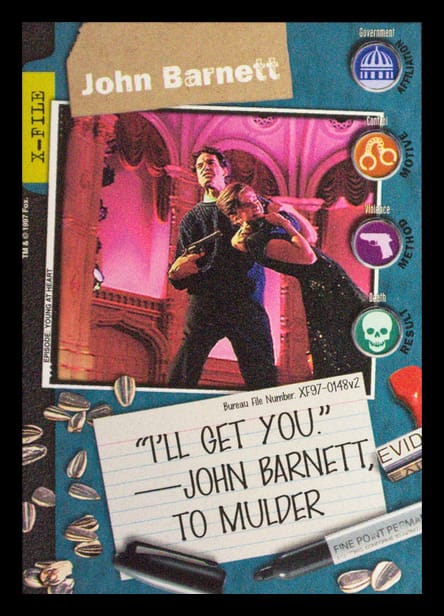 John Barnett
X-FILE
TM & © 1997 Fox.
EPISODE: YOUNG AT HEART
Government
AFFILIATION
Control
MOTIVE
Violence
METHOD
Death
RESULT
Bureau File Number: XF97-0148v2
"I'LL GET YOU."
—JOHN BARNETT,
TO MULDER
EVID
FINE POINT PERMA